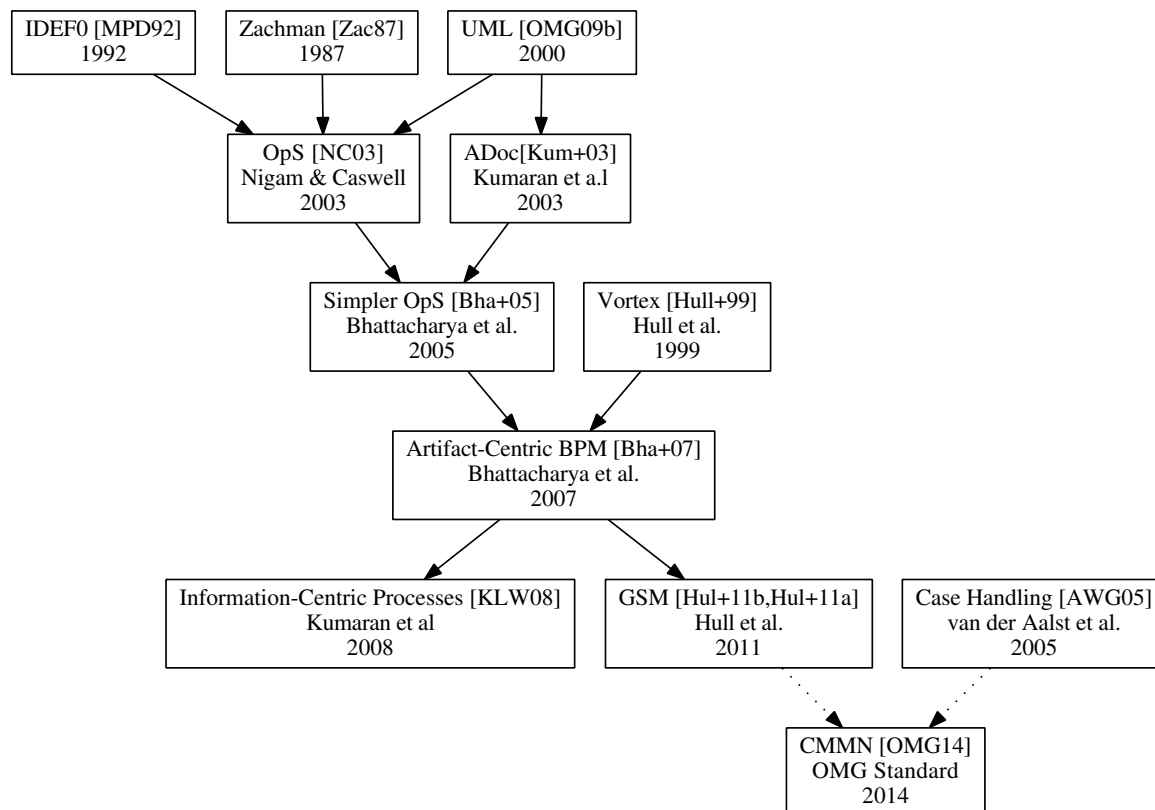 IDEF0 [MPD92]
1992
Zachman [Zac87]
1987
UML [OMG09b]
2000
OpS [NC03]
Nigam & Caswell
2003
ADoc[Kum+03]
Kumaran et a.l
2003
Simpler OpS [Bha+05]
Bhattacharya et al.
2005
Vortex [Hull+99]
Hull et al.
1999
Artifact-Centric BPM [Bha+07]
Bhattacharya et al.
2007
Information-Centric Processes [KLW08]
Kumaran et al
2008
GSM [Hul+11b,Hul+11a]
Hull et al.
2011
Case Handling [AWG05]
van der Aalst et al.
2005
CMMN [OMG14]
OMG Standard
2014